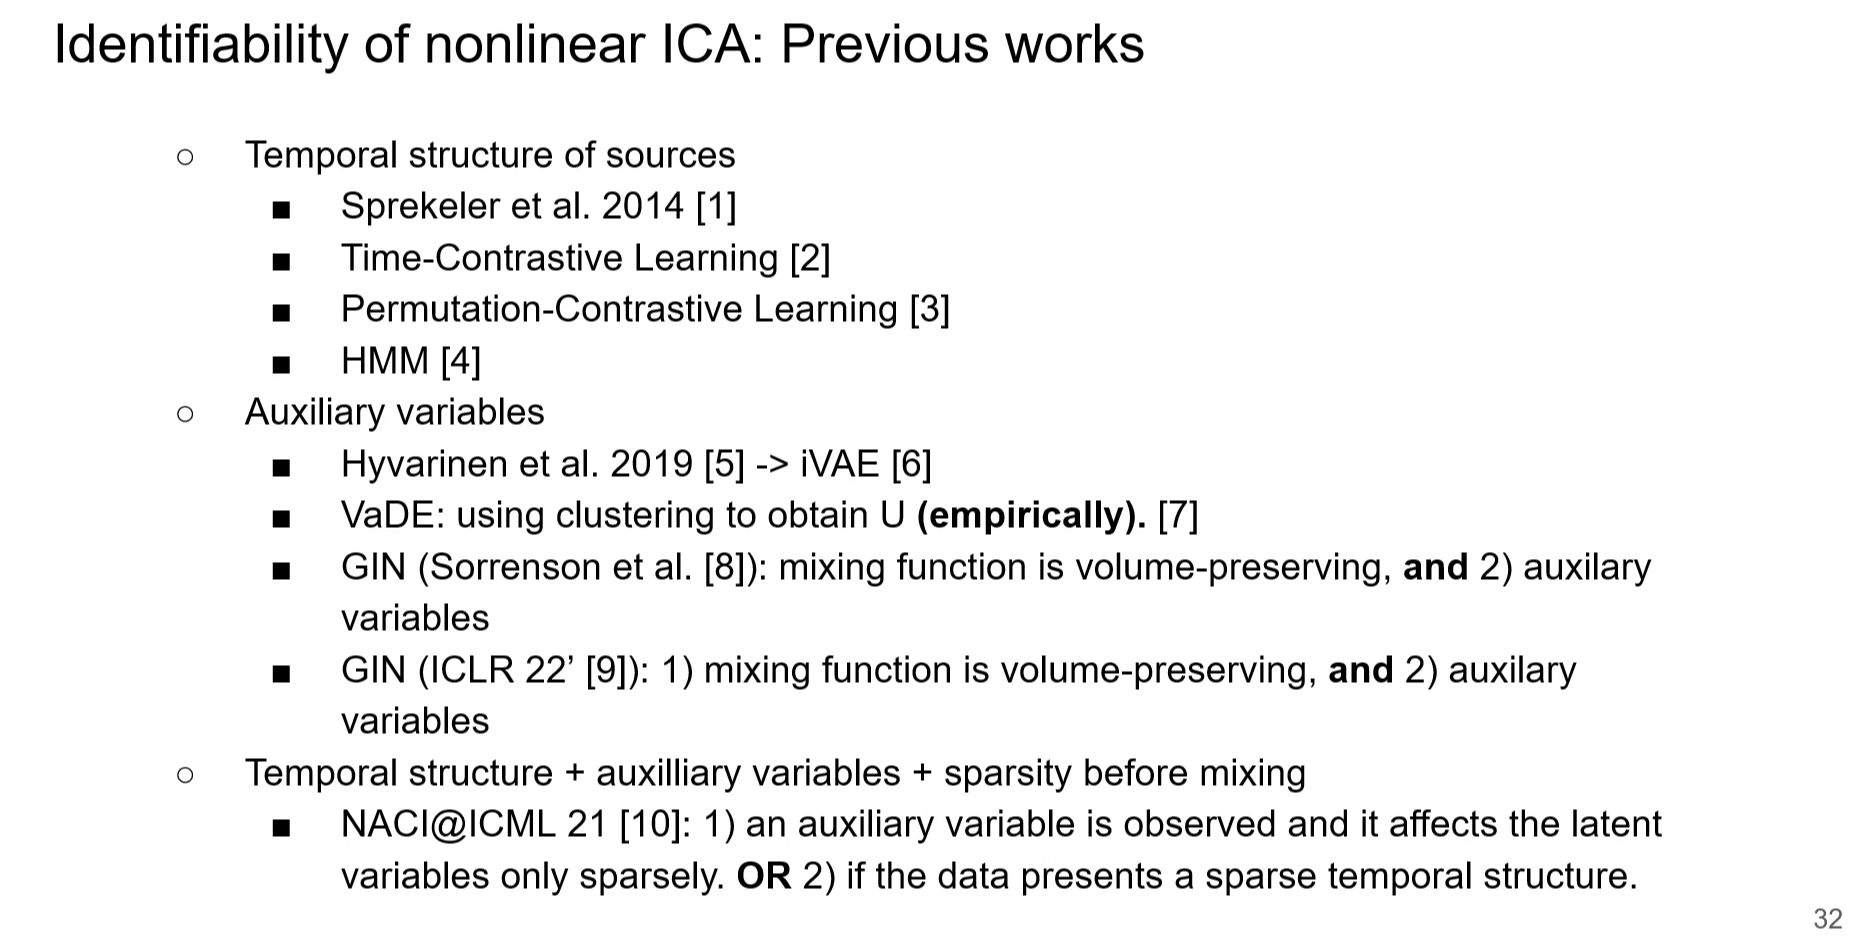 Identifiability of nonlinear ICA: Previous works
○ Temporal structure of sources
■ Sprekeler et al. 2014 [1]
■ Time-Contrastive Learning [2]
■ Permutation-Contrastive Learning [3]
■ HMM [4]
○ Auxiliary variables
■ Hyvarinen et al. 2019 [5] -> iVAE [6]
■ VaDE: using clustering to obtain U (empirically). [7]
■ GIN (Sorrenson et al. [8]): mixing function is volume-preserving, and 2) auxilary
variables
■ GIN (ICLR 22’ [9]): 1) mixing function is volume-preserving, and 2) auxilary
variables
○ Temporal structure + auxilliary variables + sparsity before mixing
■ NACI@ICML 21 [10]: 1) an auxiliary variable is observed and it affects the latent
variables only sparsely. OR 2) if the data presents a sparse temporal structure.
32